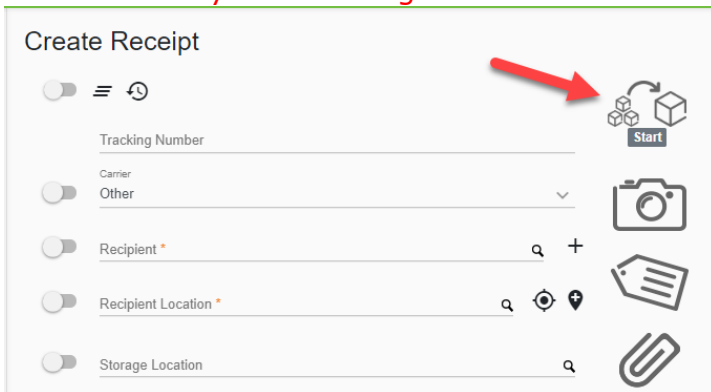 Create Receipt
Start
Tracking Number
Carrier
Other
Recipient *
Recipient Location *
Storage Location